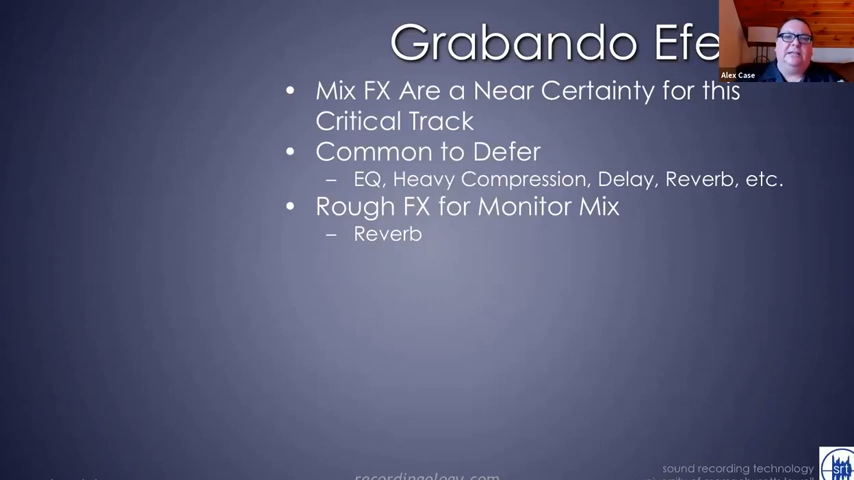 Grabando Efe
Alex Case
• Mix FX Are a Near Certainty for this
Critical Track
• Common to Defer
– EQ, Heavy Compression, Delay, Reverb, etc.
• Rough FX for Monitor Mix
– Reverb
recordingology.com
sound recording technology
srt